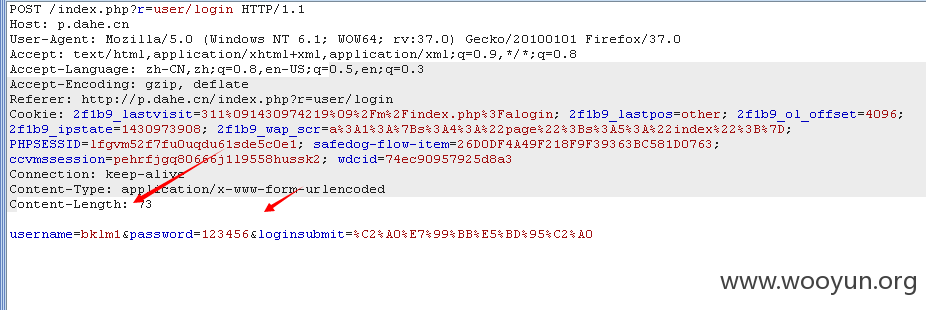 POST /index.php?r=user/login HTTP/1.1
Host: p.dahe.cn
User-Agent: Mozilla/5.0 (Windows NT 6.1; WOW64; rv:37.0) Gecko/20100101 Firefox/37.0
Accept: text/html,application/xhtml+xml,application/xml;q=0.9,*/*;q=0.8
Accept-Language: zh-CN,zh;q=0.8,en-US;q=0.5,en;q=0.3
Accept-Encoding: gzip, deflate
Referer: http://p.dahe.cn/index.php?r=user/login
Cookie: 2f1b9_lastvisit=311%091430974219%09%2Fm%2Findex.php%3Falogin; 2f1b9_lastpos=other; 2f1b9_ol_offset=4096;
2f1b9_ipstate=1430973908; 2f1b9_wap_scr=a%3A1%3A%7Bs%3A4%3A%22page%22%3Bs%3A5%3A%22index%22%3B%7D;
PHPSESSID=lfgvm52f7fu0uqdu61sde5c0e1; safedog-flow-item=26D0DF4A49F218F9F39363BC581D0763;
ccvmssession=pehrfjgq80666j119558hussk2; wdcid=74ec90957925d8a3
Connection: keep-alive
Content-Type: application/x-www-form-urlencoded
Content-Length: 73
username=bklm1&password=123456&loginsubmit=%C2%A0%E7%99%BB%E5%BD%95%C2%A0
www.wooyun.org